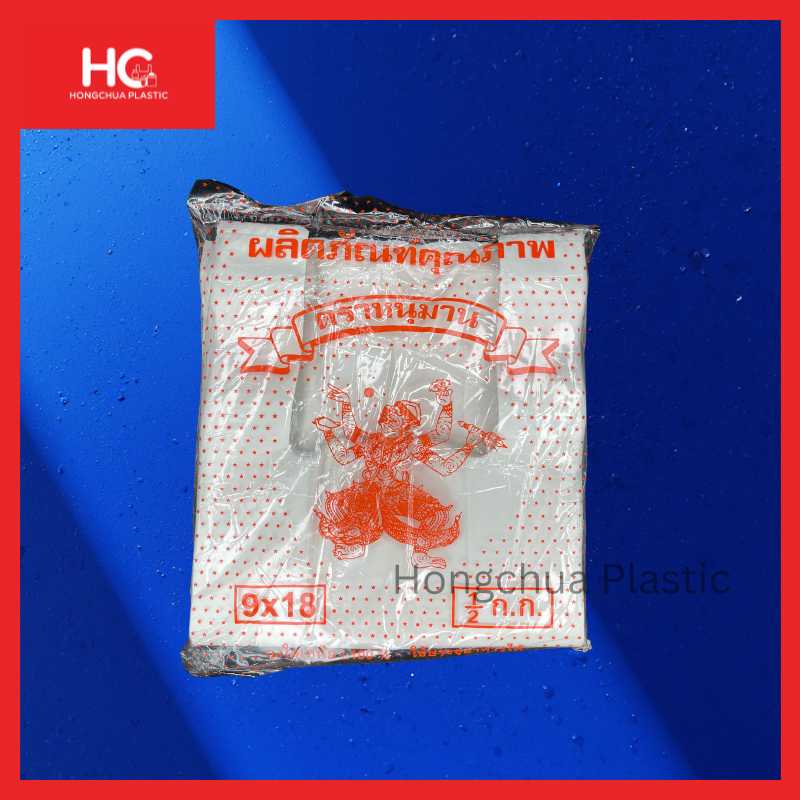 HC
HONGCHUA PLASTIC
ผลิตภัณฑ์คุณภาพ
ตราหนุมาน
Hongchua Plastic
9x18
1/2 ก.ก.